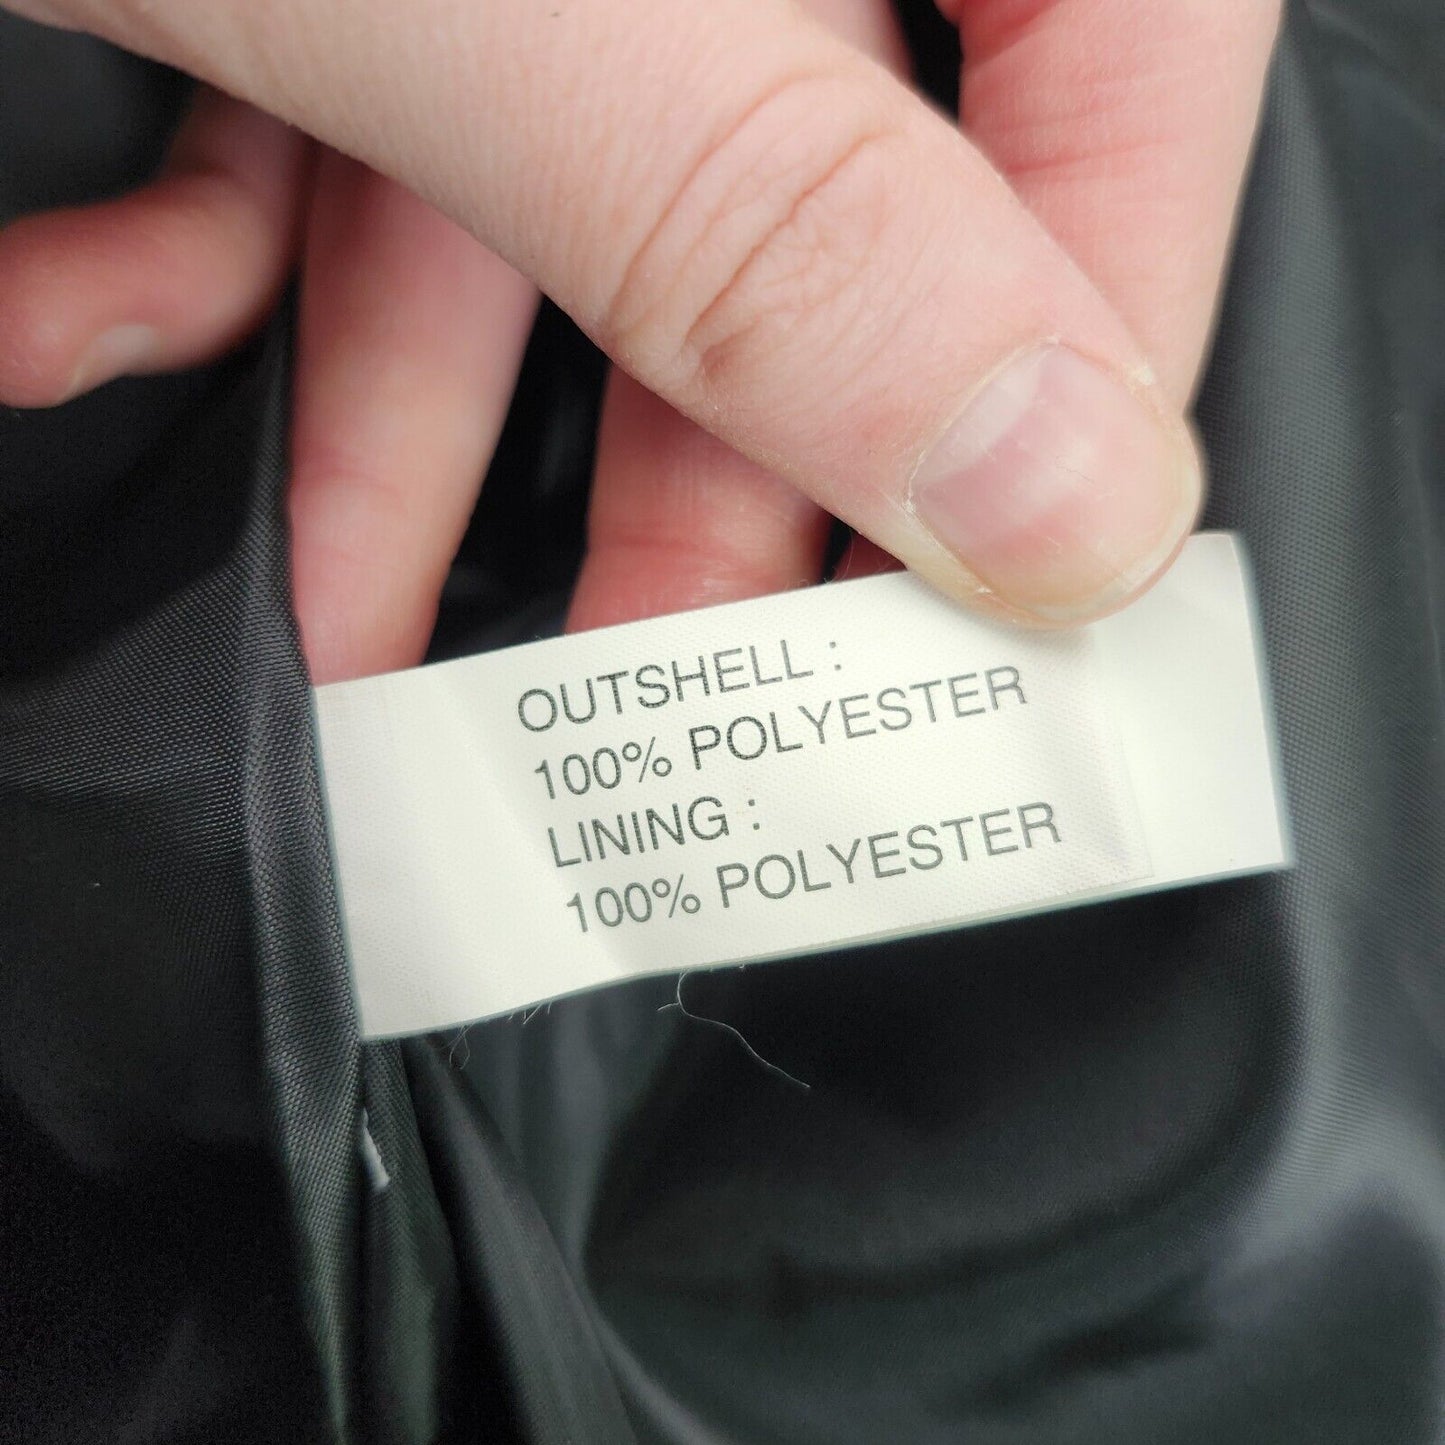 OUTSHELL :
100% POLYESTER
LINING :
100% POLYESTER